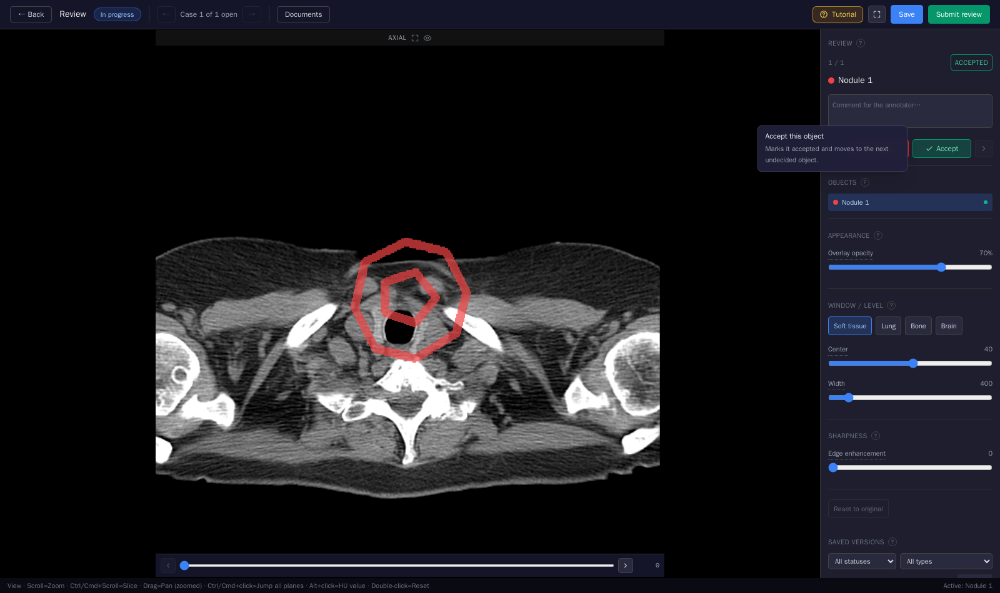 ← Back
Review
In progress
←
Case 1 of 1 open
→
Documents
Tutorial
Save
Submit review
AXIAL
REVIEW ?
1 / 1
ACCEPTED
Nodule 1
Comment for the annotator···
Accept this object
Marks it accepted and moves to the next
undecided object.
Accept
OBJECTS ?
Nodule 1
APPEARANCE ?
Overlay opacity 70%
WINDOW / LEVEL ?
Soft tissue
Lung
Bone
Brain
Center 40
Width 400
SHARPNESS ?
Edge enhancement 0
Reset to original
SAVED VERSIONS ?
All statuses
All types
0
View · Scroll=Zoom · Ctrl/Cmd+Scroll=Slice · Drag=Pan (zoomed) · Ctrl/Cmd+click=Jump all planes · Alt+click=HU value · Double-click=Reset
Active: Nodule 1